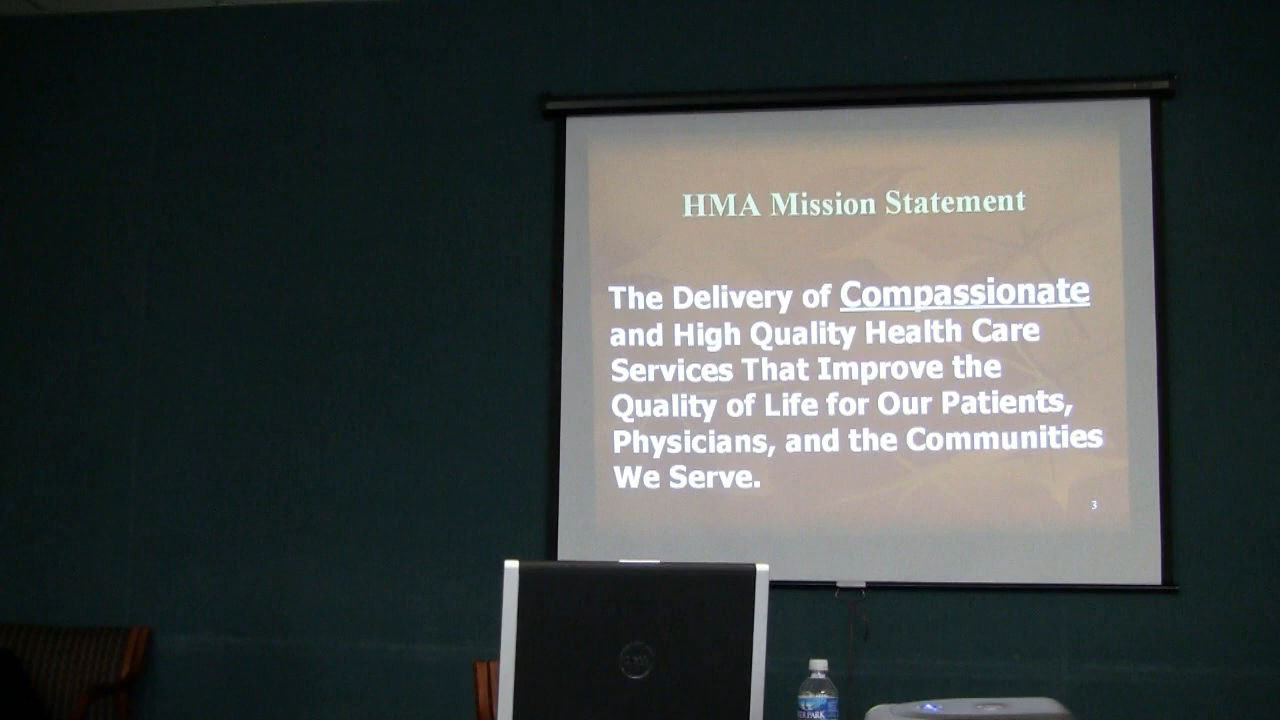 HMA Mission Statement
The Delivery of Compassionate
and High Quality Health Care
Services That Improve the
Quality of Life for Our Patients,
Physicians, and the Communities
We Serve.
3